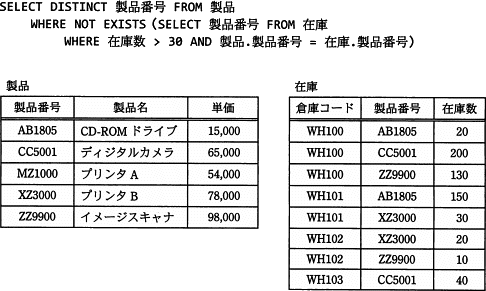 SELECT DISTINCT 製品番号 FROM 製品
WHERE NOT EXISTS(SELECT 製品番号 FROM 在庫
WHERE 在庫数 > 30 AND 製品.製品番号 = 在庫.製品番号)
製品
製品番号 製品名 単価
AB1805 CD-ROM ドライブ 15,000
CC5001 ディジタルカメラ 65,000
MZ1000 プリンタ A 54,000
XZ3000 プリンタ B 78,000
ZZ9900 イメージスキャナ 98,000
在庫
倉庫コード 製品番号 在庫数
WH100 AB1805 20
WH100 CC5001 200
WH100 ZZ9900 130
WH101 AB1805 150
WH101 XZ3000 30
WH102 XZ3000 20
WH102 ZZ9900 10
WH103 CC5001 40